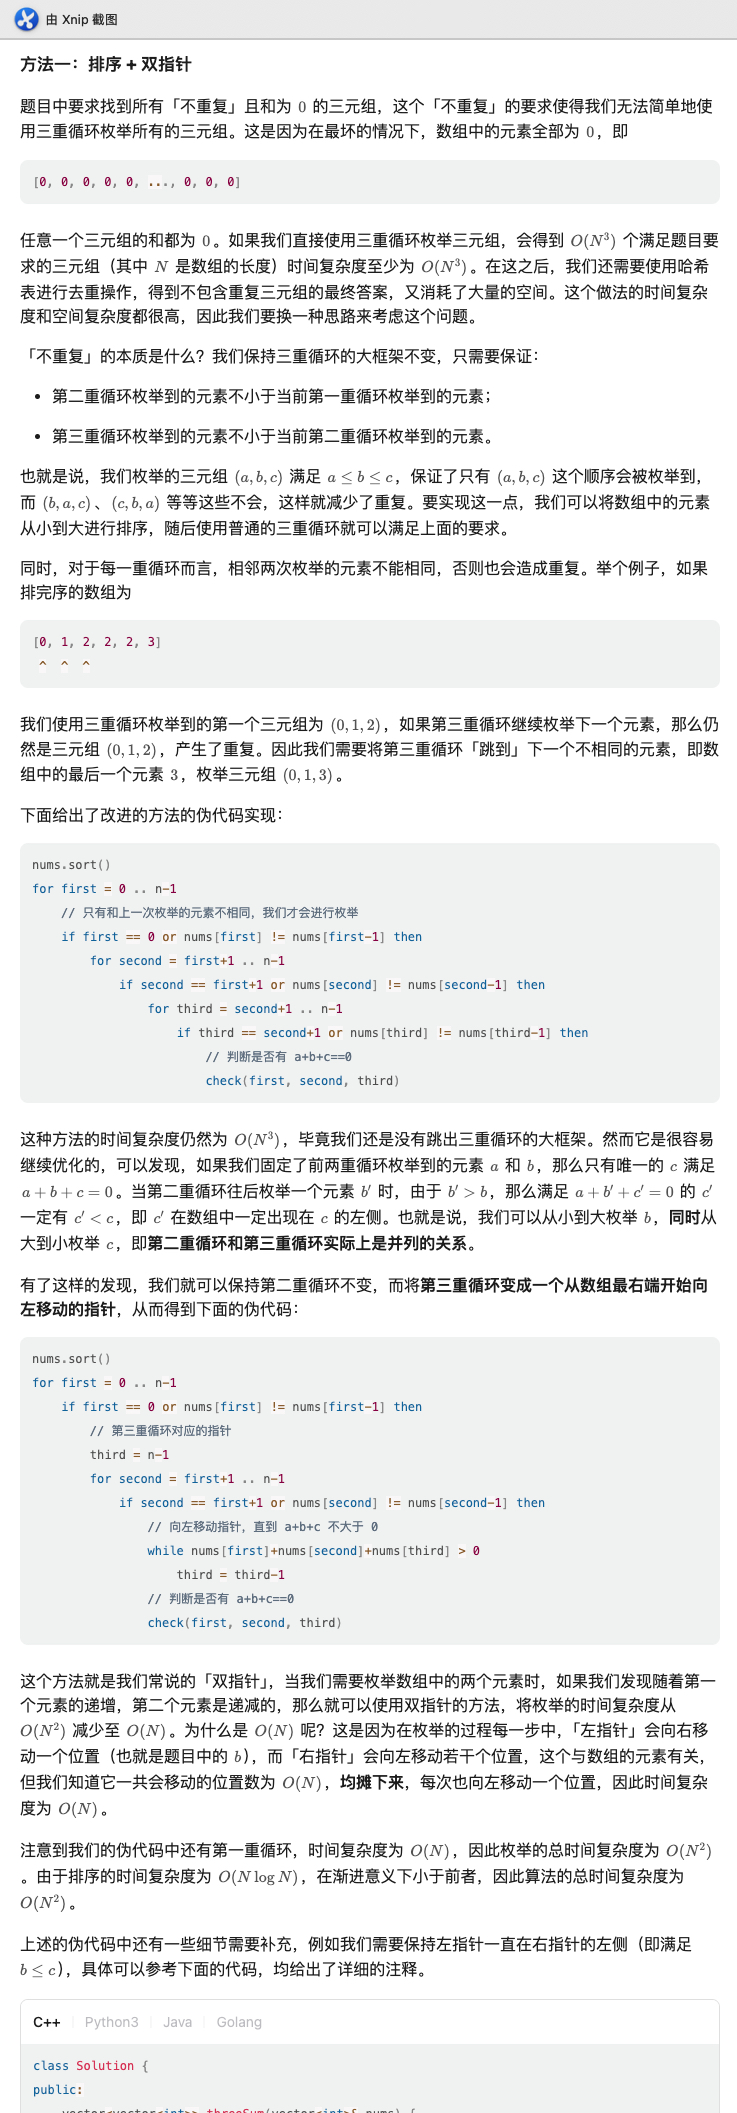 由 Xnip 截图
方法一：排序 + 双指针
题目中要求找到所有「不重复」且和为 0 的三元组，这个「不重复」的要求使得我们无法简单地使
用三重循环枚举所有的三元组。这是因为在最坏的情况下，数组中的元素全部为 0，即
[0, 0, 0, 0, 0, ..., 0, 0, 0]
任意一个三元组的和都为 0。如果我们直接使用三重循环枚举三元组，会得到 O(N³) 个满足题目要
求的三元组（其中 N 是数组的长度）时间复杂度至少为 O(N³)。在这之后，我们还需要使用哈希
表进行去重操作，得到不包含重复三元组的最终答案，又消耗了大量的空间。这个做法的时间复杂
度和空间复杂度都很高，因此我们要换一种思路来考虑这个问题。
「不重复」的本质是什么？我们保持三重循环的大框架不变，只需要保证：
• 第二重循环枚举到的元素不小于当前第一重循环枚举到的元素；
• 第三重循环枚举到的元素不小于当前第二重循环枚举到的元素。
也就是说，我们枚举的三元组 (a, b, c) 满足 a ≤ b ≤ c，保证了只有 (a, b, c) 这个顺序会被枚举到，
而 (b, a, c)、(c, b, a) 等等这些不会，这样就减少了重复。要实现这一点，我们可以将数组中的元素
从小到大进行排序，随后使用普通的三重循环就可以满足上面的要求。
同时，对于每一重循环而言，相邻两次枚举的元素不能相同，否则也会造成重复。举个例子，如果
排完序的数组为
[0, 1, 2, 2, 2, 3]
^ ^ ^
我们使用三重循环枚举到的第一个三元组为 (0, 1, 2)，如果第三重循环继续枚举下一个元素，那么仍
然是三元组 (0, 1, 2)，产生了重复。因此我们需要将第三重循环「跳到」下一个不相同的元素，即数
组中的最后一个元素 3，枚举三元组 (0, 1, 3)。
下面给出了改进的方法的伪代码实现：
nums.sort()
for first = 0 .. n-1
// 只有和上一次枚举的元素不相同，我们才会进行枚举
if first == 0 or nums[first] != nums[first-1] then
for second = first+1 .. n-1
if second == first+1 or nums[second] != nums[second-1] then
for third = second+1 .. n-1
if third == second+1 or nums[third] != nums[third-1] then
// 判断是否有 a+b+c==0
check(first, second, third)
这种方法的时间复杂度仍然为 O(N³)，毕竟我们还是没有跳出三重循环的大框架。然而它是很容易
继续优化的，可以发现，如果我们固定了前两重循环枚举到的元素 a 和 b，那么只有唯一的 c 满足
a + b + c = 0。当第二重循环往后枚举一个元素 b′ 时，由于 b′ > b，那么满足 a + b′ + c′ = 0 的 c′
一定有 c′ < c，即 c′ 在数组中一定出现在 c 的左侧。也就是说，我们可以从小到大枚举 b，同时从
大到小枚举 c，即第二重循环和第三重循环实际上是并列的关系。
有了这样的发现，我们就可以保持第二重循环不变，而将第三重循环变成一个从数组最右端开始向
左移动的指针，从而得到下面的伪代码：
nums.sort()
for first = 0 .. n-1
if first == 0 or nums[first] != nums[first-1] then
// 第三重循环对应的指针
third = n-1
for second = first+1 .. n-1
if second == first+1 or nums[second] != nums[second-1] then
// 向左移动指针，直到 a+b+c 不大于 0
while nums[first]+nums[second]+nums[third] > 0
third = third-1
// 判断是否有 a+b+c==0
check(first, second, third)
这个方法就是我们常说的「双指针」，当我们需要枚举数组中的两个元素时，如果我们发现随着第一
个元素的递增，第二个元素是递减的，那么就可以使用双指针的方法，将枚举的时间复杂度从
O(N²) 减少至 O(N)。为什么是 O(N) 呢？这是因为在枚举的过程每一步中，「左指针」会向右移
动一个位置（也就是题目中的 b），而「右指针」会向左移动若干个位置，这个与数组的元素有关，
但我们知道它一共会移动的位置数为 O(N)，均摊下来，每次也向左移动一个位置，因此时间复杂
度为 O(N)。
注意到我们的伪代码中还有第一重循环，时间复杂度为 O(N)，因此枚举的总时间复杂度为 O(N²)
。由于排序的时间复杂度为 O(N log N)，在渐进意义下小于前者，因此算法的总时间复杂度为
O(N²)。
上述的伪代码中还有一些细节需要补充，例如我们需要保持左指针一直在右指针的左侧（即满足
b ≤ c），具体可以参考下面的代码，均给出了详细的注释。
C++ Python3 Java Golang
class Solution {
public:
vector<vector<int>> threeSum(vector<int>& nums) {